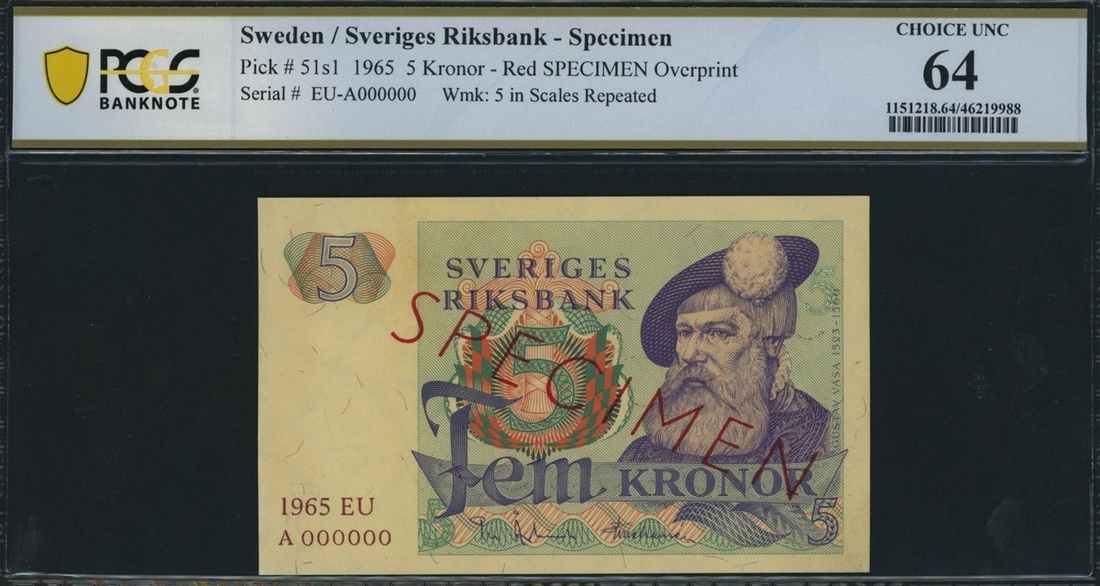 PCGS
BANKNOTE
Sweden / Sveriges Riksbank - Specimen
Pick # 51s1 1965 5 Kronor - Red SPECIMEN Overprint
Serial # EU-A000000 Wmk: 5 in Scales Repeated
CHOICE UNC
64
1151218.64/46219988
5
SVERIGES
RIKSBANK
5
SPECIMEN
5
GUSTAV VASA 1523-1560
fem KRONOR
1965 EU
A 000000
5
5